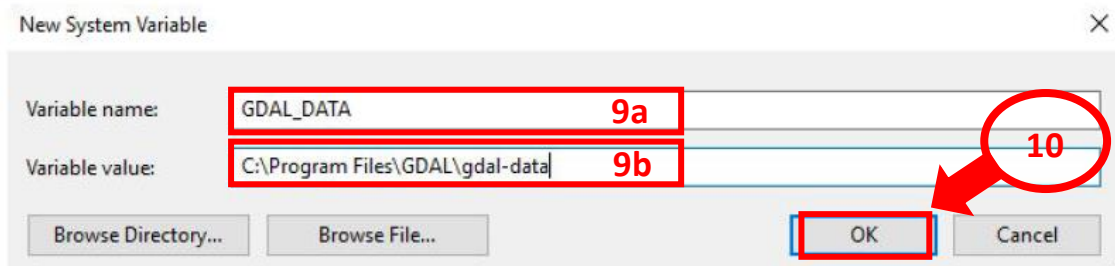 New System Variable
Variable name: GDAL_DATA 9a
Variable value: C:\Program Files\GDAL\gdal-data 9b
10
Browse Directory... Browse File... OK Cancel